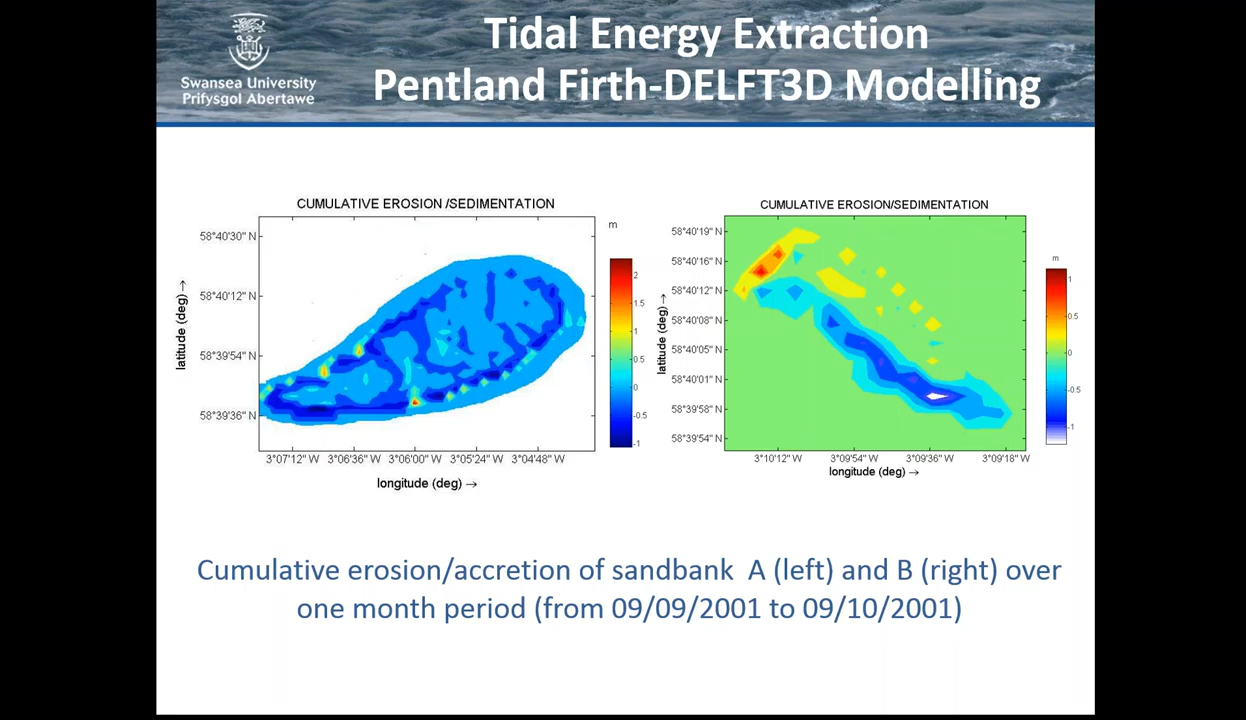 Swansea University
Prifysgol Abertawe
Tidal Energy Extraction
Pentland Firth-DELFT3D Modelling
CUMULATIVE EROSION /SEDIMENTATION
m
58°40'30" N
58°40'12" N
58°39'54" N
58°39'36" N
latitude (deg) →
3°07'12" W 3°06'36" W 3°06'00" W 3°05'24" W 3°04'48" W
longitude (deg) →
2
1.5
1
0.5
0
-0.5
-1
CUMULATIVE EROSION/SEDIMENTATION
m
58°40'19" N
58°40'16" N
58°40'12" N
58°40'08" N
58°40'05" N
58°40'01" N
58°39'58" N
58°39'54" N
latitude (deg) →
3°10'12" W 3°09'54" W 3°09'36" W 3°09'18" W
longitude (deg) →
1
0.5
0
-0.5
-1
Cumulative erosion/accretion of sandbank A (left) and B (right) over
one month period (from 09/09/2001 to 09/10/2001)